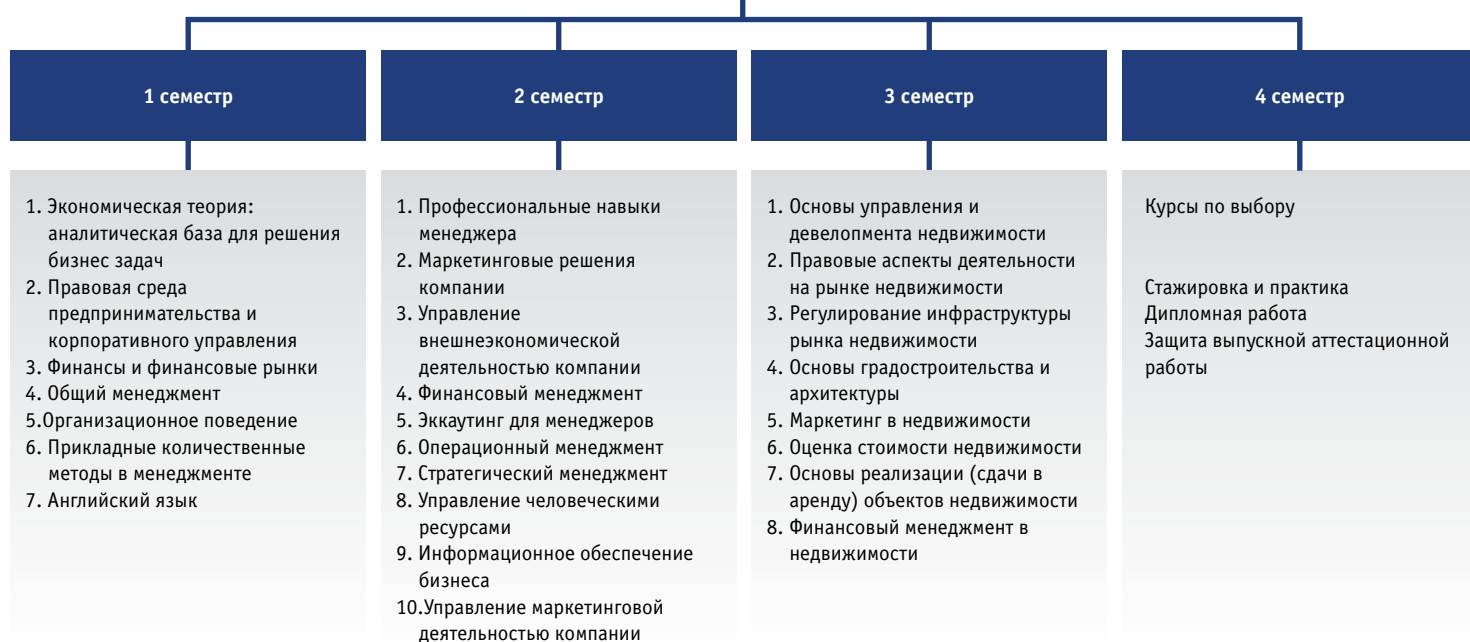 1 семестр
1. Экономическая теория:
аналитическая база для решения
бизнес задач
2. Правовая среда
предпринимательства и
корпоративного управления
3. Финансы и финансовые рынки
4. Общий менеджмент
5.Организационное поведение
6. Прикладные количественные
методы в менеджменте
7. Английский язык
2 семестр
1. Профессиональные навыки
менеджера
2. Маркетинговые решения
компании
3. Управление
внешнеэкономической
деятельностью компании
4. Финансовый менеджмент
5. Эккаутинг для менеджеров
6. Операционный менеджмент
7. Стратегический менеджмент
8. Управление человеческими
ресурсами
9. Информационное обеспечение
бизнеса
10.Управление маркетинговой
деятельностью компании
3 семестр
1. Основы управления и
девелопмента недвижимости
2. Правовые аспекты деятельности
на рынке недвижимости
3. Регулирование инфраструктуры
рынка недвижимости
4. Основы градостроительства и
архитектуры
5. Маркетинг в недвижимости
6. Оценка стоимости недвижимости
7. Основы реализации (сдачи в
аренду) объектов недвижимости
8. Финансовый менеджмент в
недвижимости
4 семестр
Курсы по выбору
Стажировка и практика
Дипломная работа
Защита выпускной аттестационной
работы